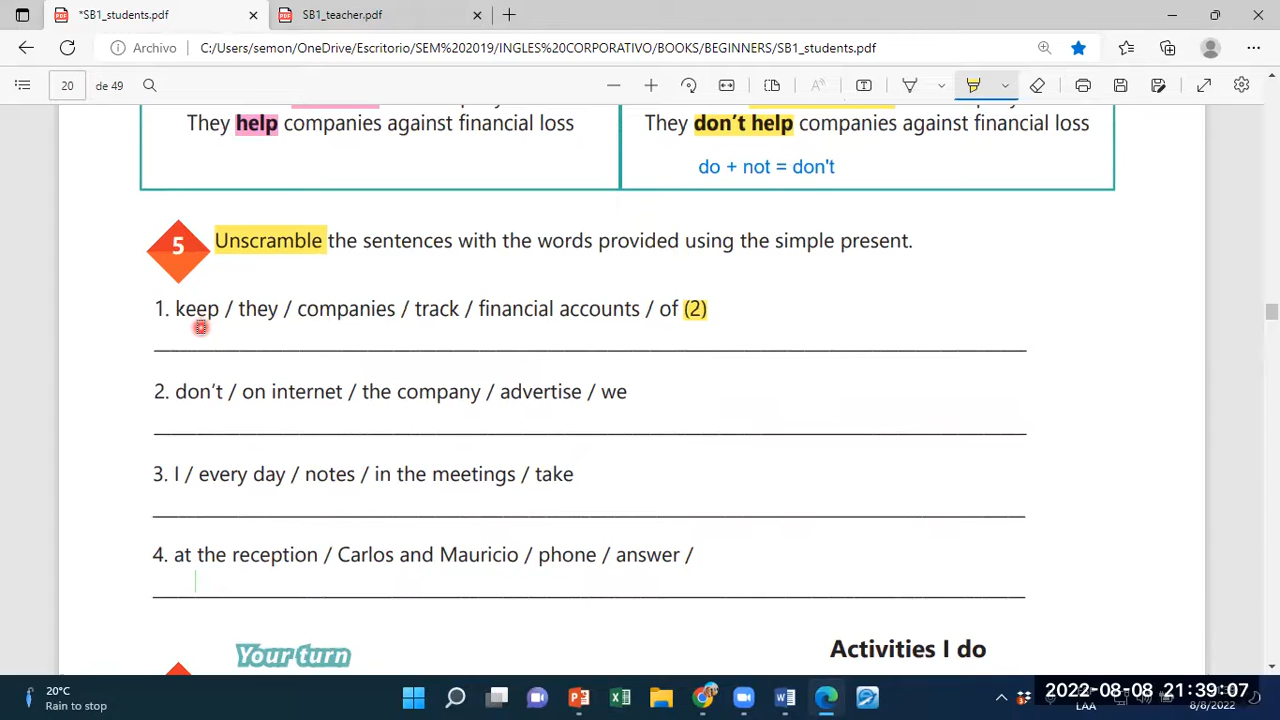 *SB1_students.pdf
SB1_teacher.pdf
Archivo
C:/Users/semon/OneDrive/Escritorio/SEM%202019/INGLES%20CORPORATIVO/BOOKS/BEGINNERS/SB1_students.pdf
20
de 49
They help companies against financial loss
They don't help companies against financial loss
do + not = don't
5
Unscramble the sentences with the words provided using the simple present.
1. keep / they / companies / track / financial accounts / of (2)
2. don't / on internet / the company / advertise / we
3. I / every day / notes / in the meetings / take
4. at the reception / Carlos and Mauricio / phone / answer /
Your turn
Activities I do
20°C
Rain to stop
LAA
2022-08-08 21:39:07
8/8/2022